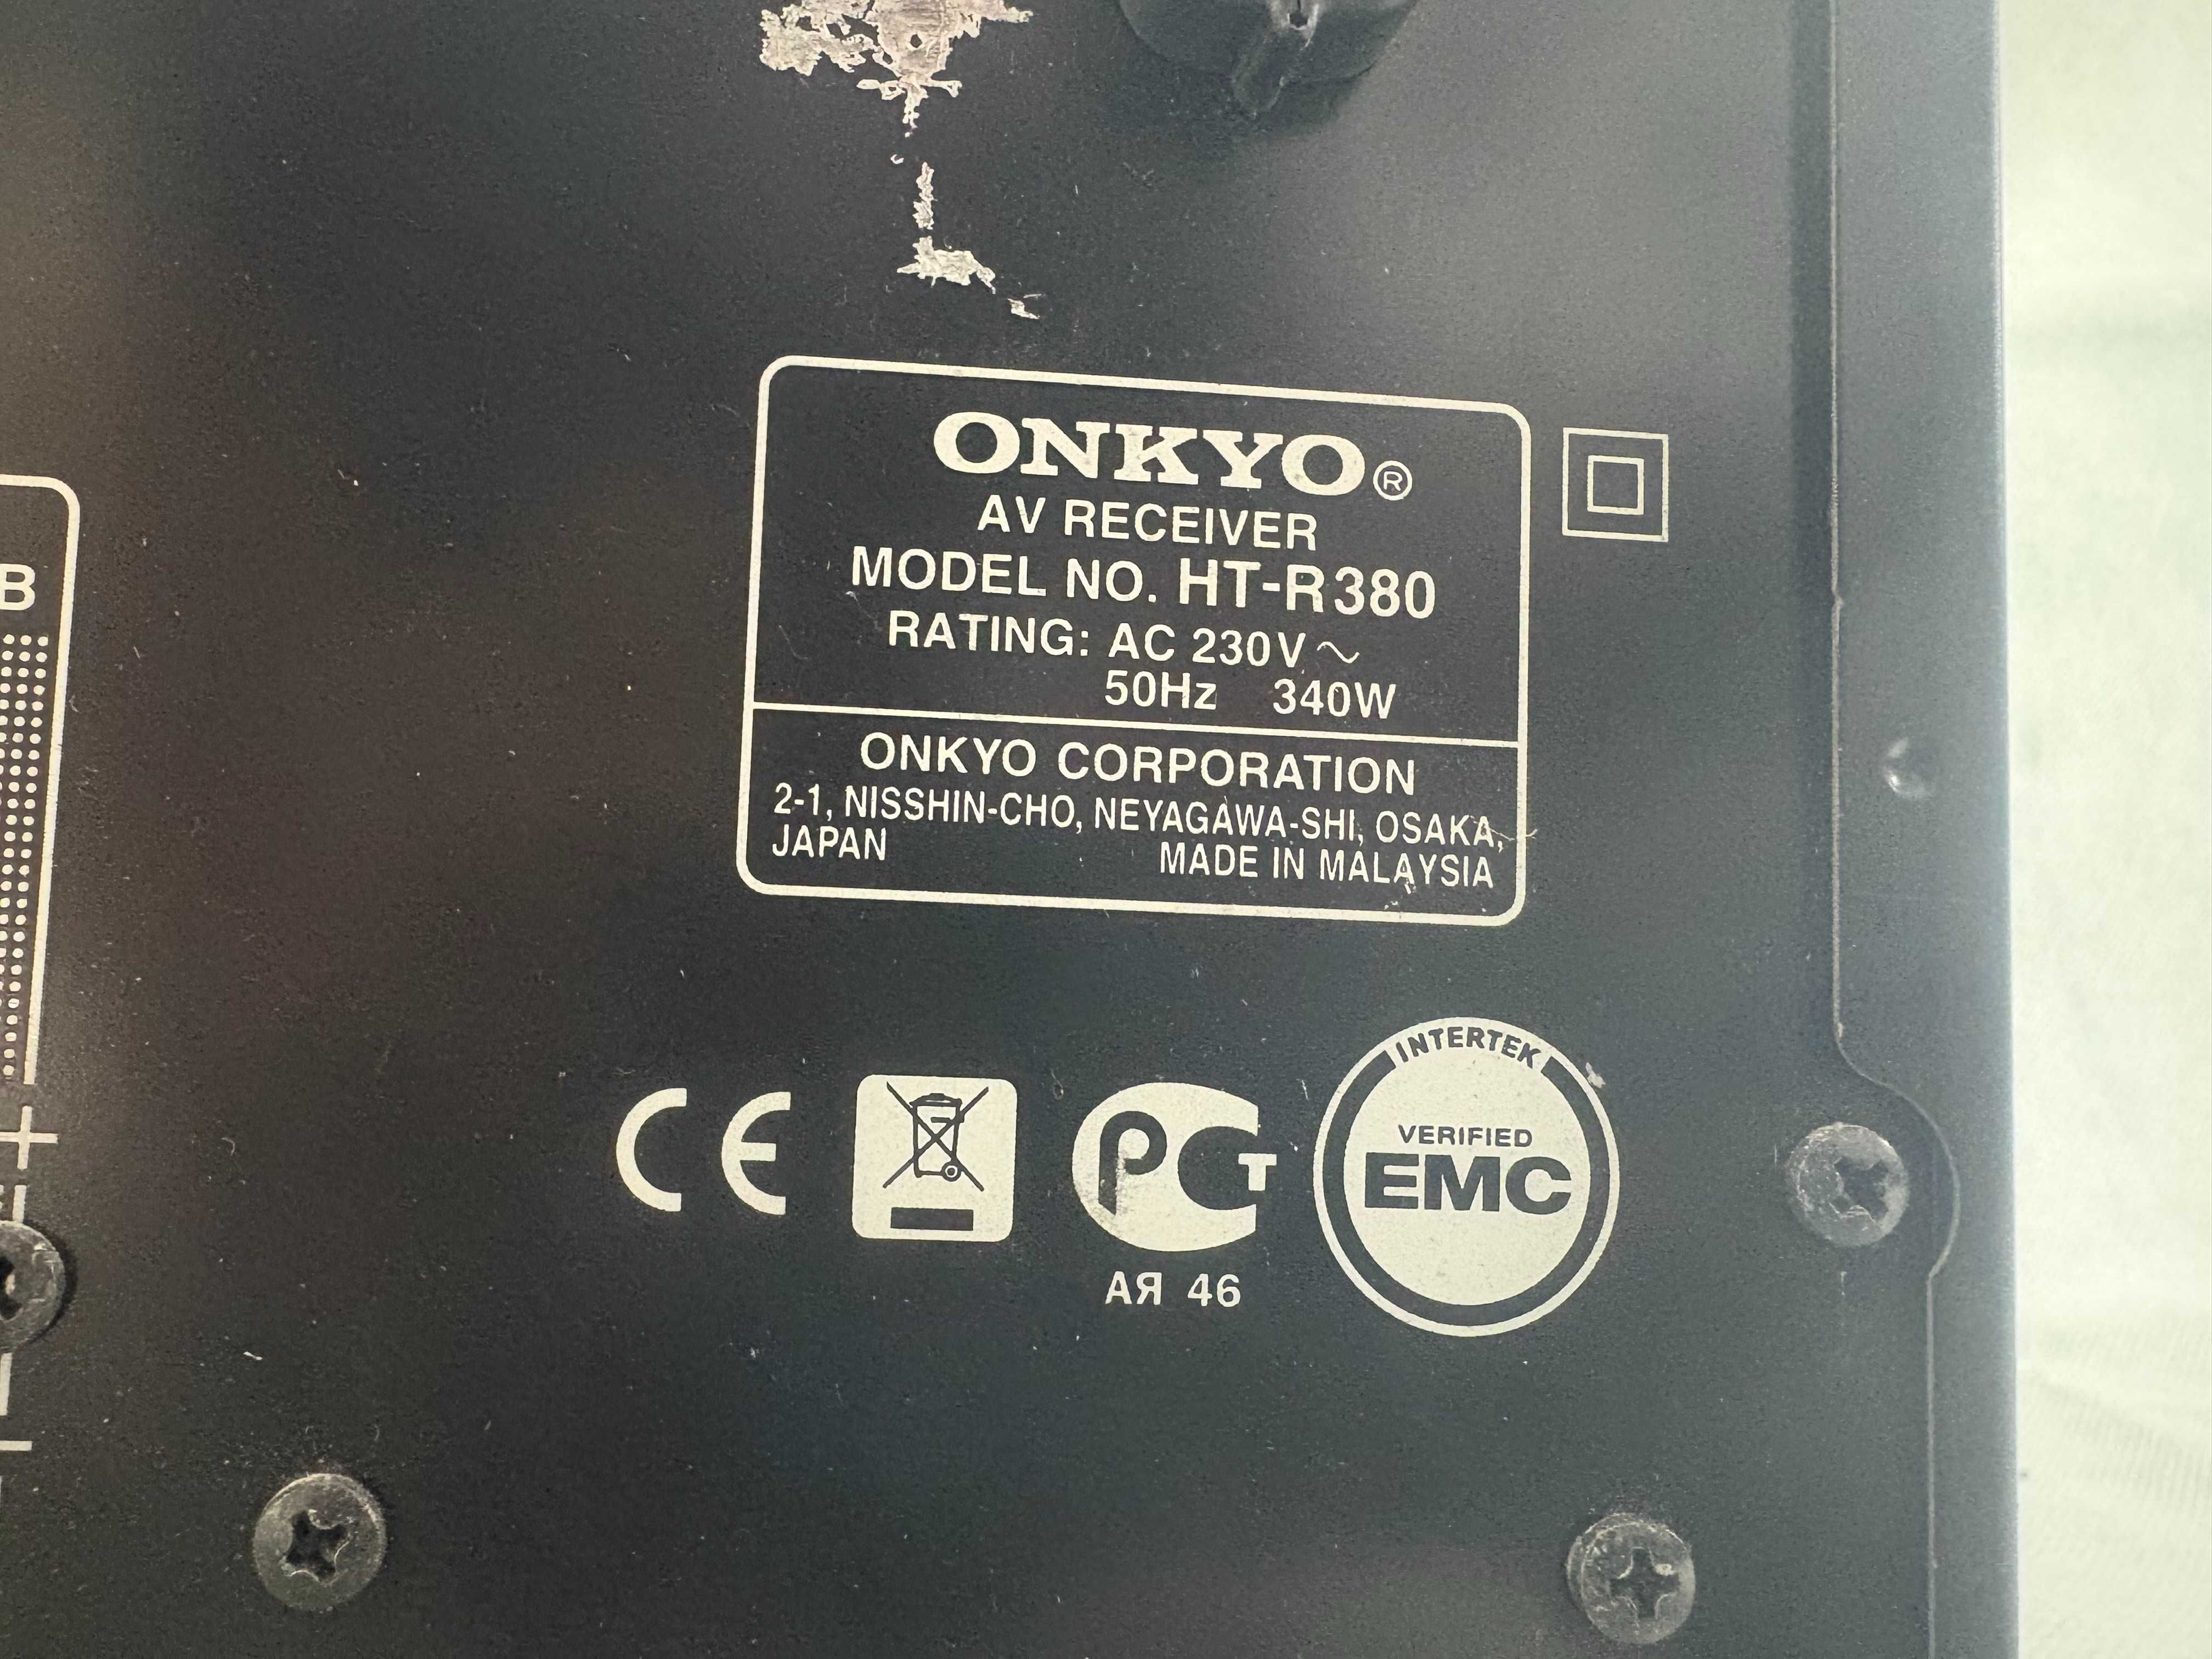 B
ONKYO®
AV RECEIVER
MODEL NO. HT-R380
RATING: AC 230V ~
50Hz 340W
ONKYO CORPORATION
2-1, NISSHIN-CHO, NEYAGAWA-SHI, OSAKA,
JAPAN MADE IN MALAYSIA
INTERTEK
VERIFIED
EMC
CE
РСТ
АЯ 46
+